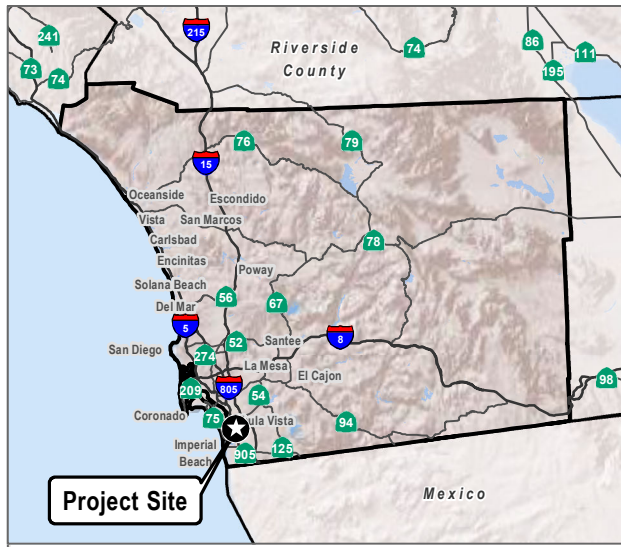 241
215
73
74
Riverside
County
74
86
111
195
76
79
15
Oceanside
Escondido
Vista
San Marcos
Carlsbad
78
Encinitas
Poway
Solana Beach
56
67
Del Mar
5
San Diego
52
Santee
8
274
La Mesa
El Cajon
98
805
209
54
Coronado
75
ula Vista
94
Imperial
Beach
905
125
Project Site
Mexico